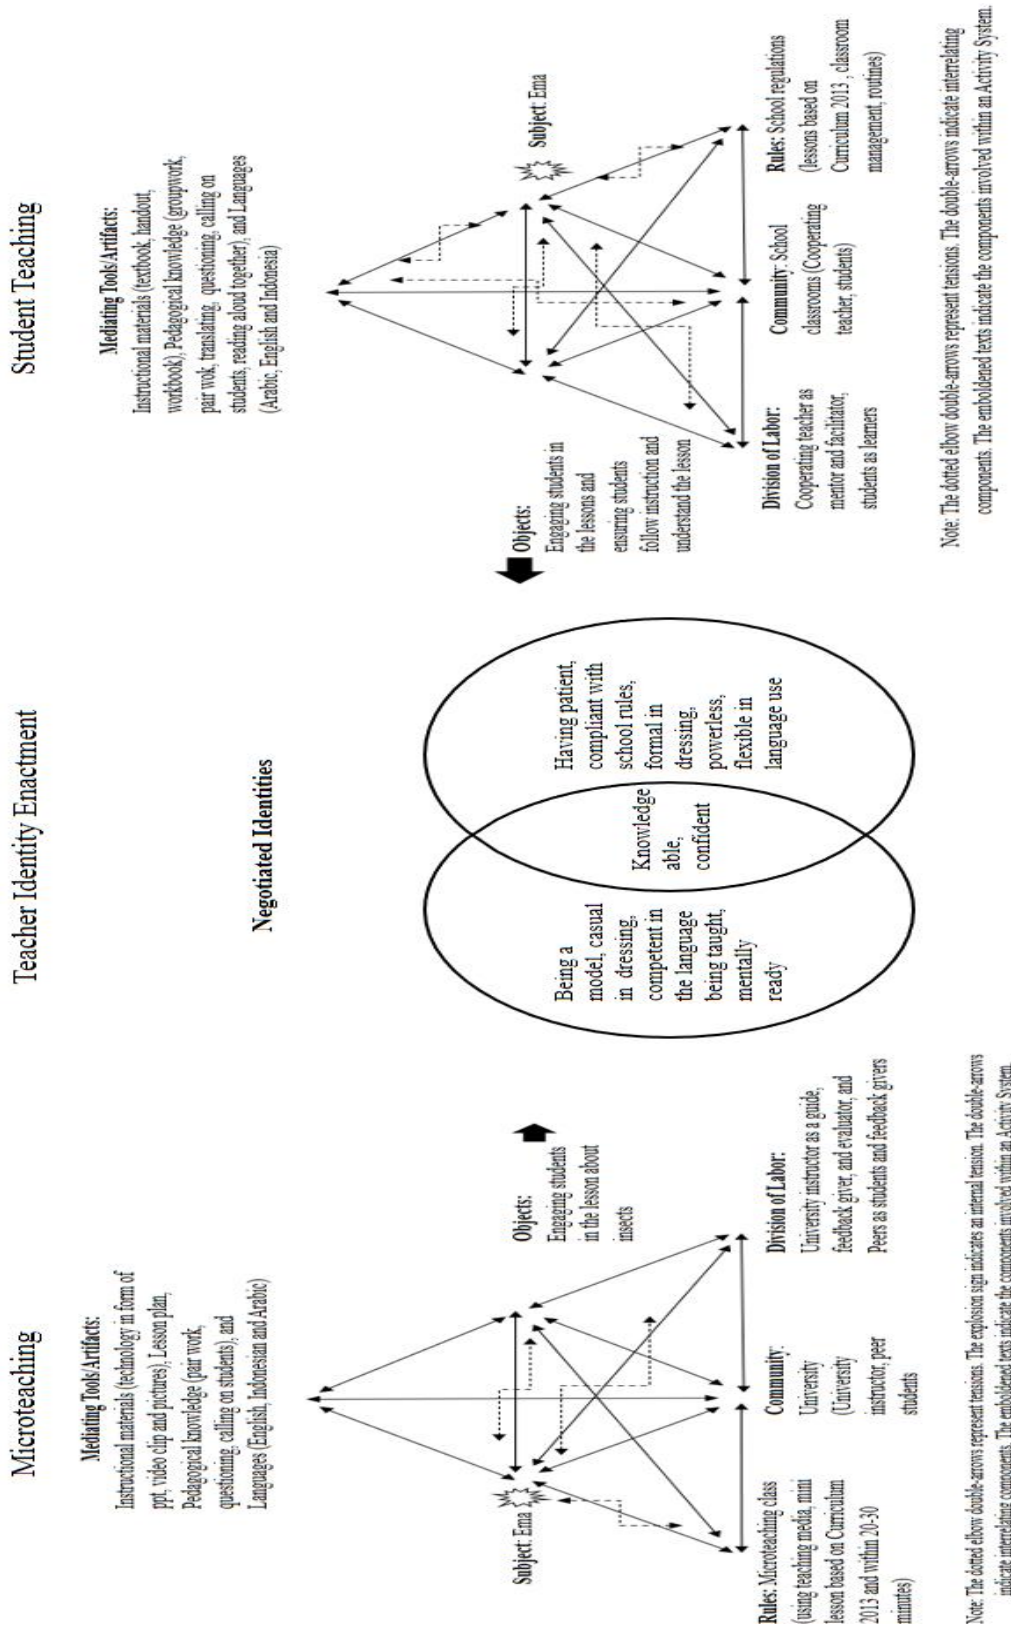 Microteaching
Mediating Tools/Artifacts:
Instructional materials (technology in form of
ppt, video clip and pictures), Lesson plan,
Pedagogical knowledge (pair work,
questioning, calling on students), and
Languages (English, Indonesian and Arabic)
Subject: Ema
Objects:
Engaging students
in the lesson about
insects
Rules: Microteaching class
(using teaching media, mini
lesson based on Curriculum
2013 and within 20-30
minutes)
Community:
University
(University
instructor, peer
students
Division of Labor:
University instructor as a guide,
feedback giver, and evaluator, and
Peers as students and feedback givers
Note: The dotted elbow double-arrows represent tensions. The explosion sign indicates an internal tension. The double-arrows
indicate interrelating components. The emboldened texts indicate the components involved within an Activity System.
Teacher Identity Enactment
Negotiated Identities
Being a
model, casual
in dressing,
competent in
the language
being taught,
mentally
ready
Knowledge
able,
confident
Having patient,
compliant with
school rules,
formal in
dressing,
powerless,
flexible in
language use
Student Teaching
Mediating Tools/Artifacts:
Instructional materials (textbook, handout,
workbook), Pedagogical knowledge (groupwork,
pair wok, translating, questioning, calling on
students, reading aloud together), and Languages
(Arabic, English and Indonesia)
Objects:
Engaging students in
the lessons and
ensuring students
follow instruction and
understand the lesson
Subject: Ema
Division of Labor:
Cooperating teacher as
mentor and facilitator,
students as learners
Community: School
classrooms (Cooperating
teacher, students)
Rules: School regulations
(lessons based on
Curriculum 2013 , classroom
management, routines)
Note: The dotted elbow double-arrows represent tensions. The double-arrows indicate interrelating
components. The emboldened texts indicate the components involved within an Activity System.